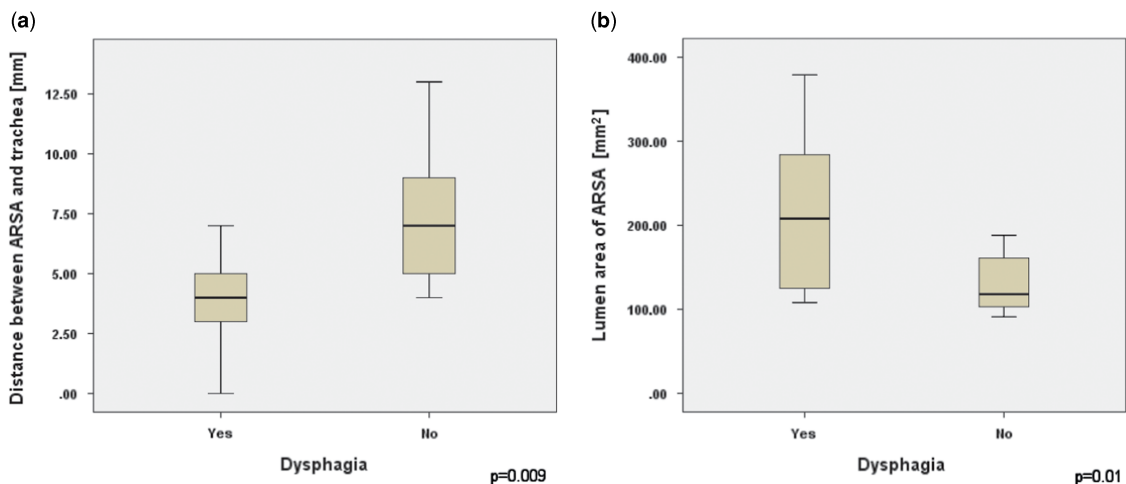 (a)
Distance between ARSA and trachea [mm]
12.50
10.00
7.50
5.00
2.50
.00
Yes No
Dysphagia
p=0.009
(b)
Lumen area of ARSA [mm²]
400.00
300.00
200.00
100.00
.00
Yes No
Dysphagia
p=0.01